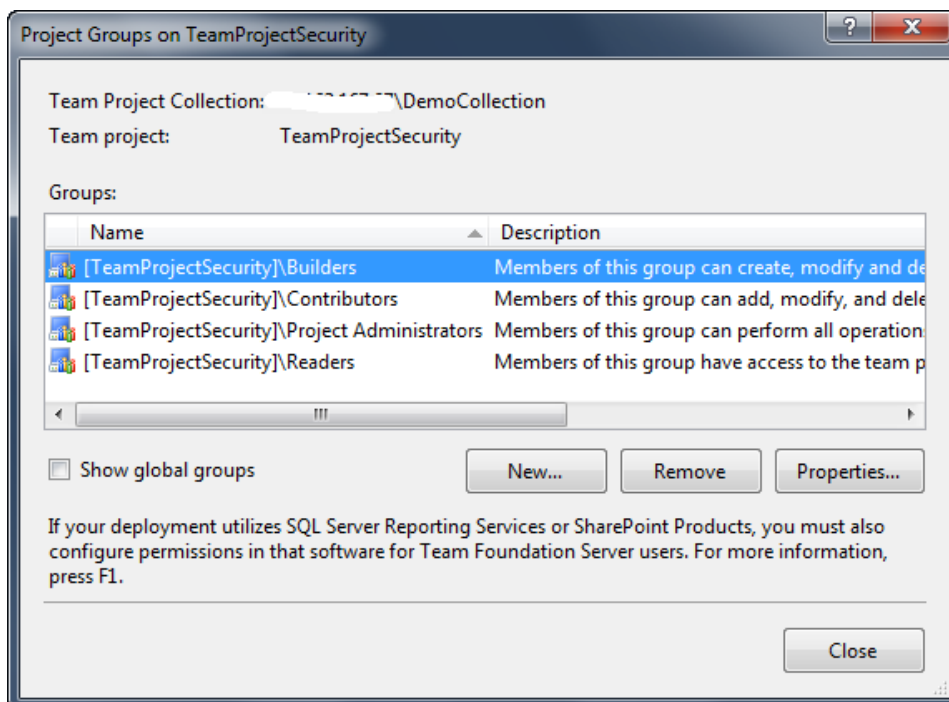 Project Groups on TeamProjectSecurity
Team Project Collection: \DemoCollection
Team project: TeamProjectSecurity
Groups:
Name Description
[TeamProjectSecurity]\Builders Members of this group can create, modify and de
[TeamProjectSecurity]\Contributors Members of this group can add, modify, and dele
[TeamProjectSecurity]\Project Administrators Members of this group can perform all operation
[TeamProjectSecurity]\Readers Members of this group have access to the team p
Show global groups
New... Remove Properties...
If your deployment utilizes SQL Server Reporting Services or SharePoint Products, you must also
configure permissions in that software for Team Foundation Server users. For more information,
press F1.
Close